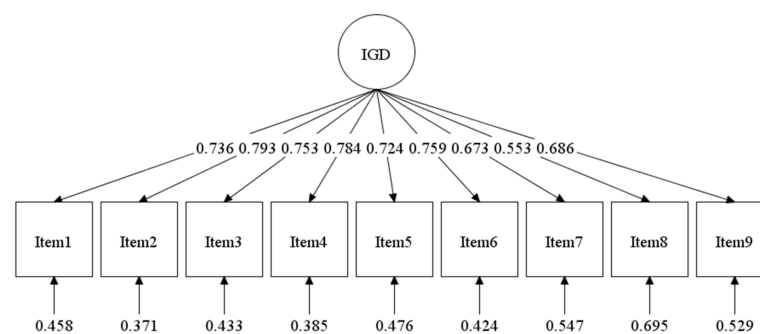 IGD
0.736 0.793 0.753 0.784 0.724 0.759 0.673 0.553 0.686
Item1 Item2 Item3 Item4 Item5 Item6 Item7 Item8 Item9
0.458 0.371 0.433 0.385 0.476 0.424 0.547 0.695 0.529